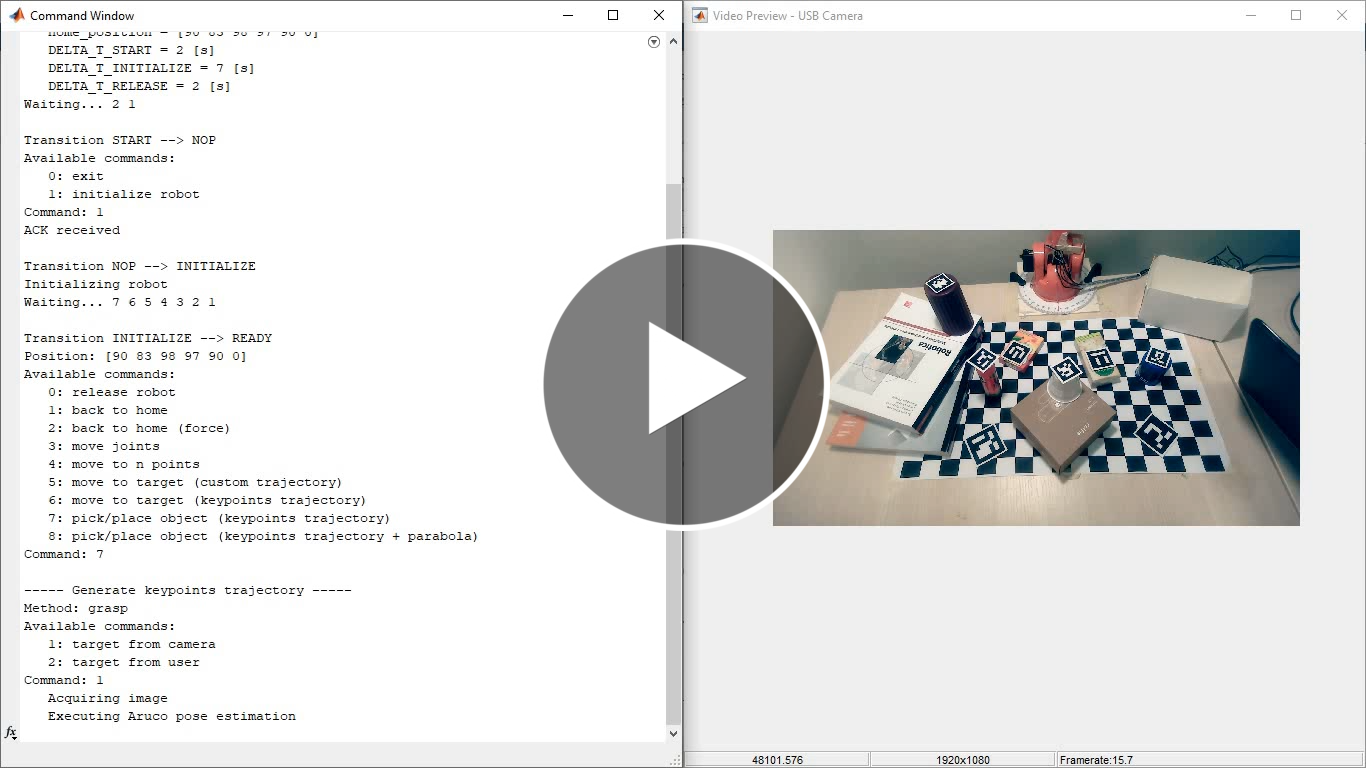 Command Window
home_position = [90 83 98 97 90 0]
DELTA_T_START = 2 [s]
DELTA_T_INITIALIZE = 7 [s]
DELTA_T_RELEASE = 2 [s]
Waiting... 2 1
Transition START --> NOP
Available commands:
0: exit
1: initialize robot
Command: 1
ACK received
Transition NOP --> INITIALIZE
Initializing robot
Waiting... 7 6 5 4 3 2 1
Transition INITIALIZE --> READY
Position: [90 83 98 97 90 0]
Available commands:
0: release robot
1: back to home
2: back to home (force)
3: move joints
4: move to n points
5: move to target (custom trajectory)
6: move to target (keypoints trajectory)
7: pick/place object (keypoints trajectory)
8: pick/place object (keypoints trajectory + parabola)
Command: 7
----- Generate keypoints trajectory -----
Method: grasp
Available commands:
1: target from camera
2: target from user
Command: 1
Acquiring image
Executing Aruco pose estimation
fx
Video Preview - USB Camera
Robotics
48101.576
1920x1080
Framerate:15.7